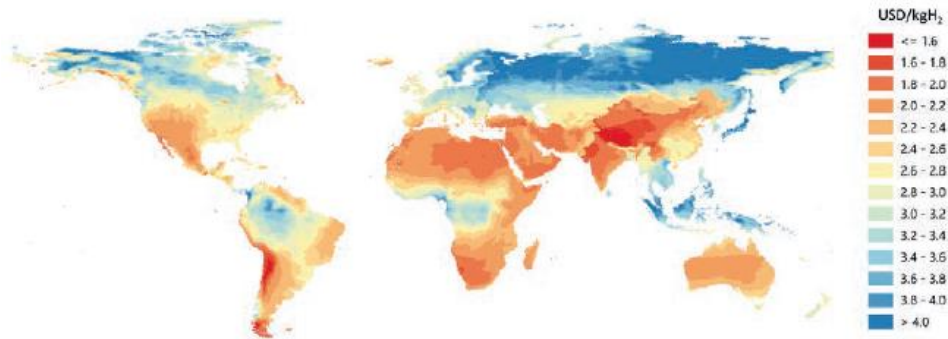 USD/kgH₂
<= 1.6
1.6 - 1.8
1.8 - 2.0
2.0 - 2.2
2.2 - 2.4
2.4 - 2.6
2.6 - 2.8
2.8 - 3.0
3.0 - 3.2
3.2 - 3.4
3.4 - 3.6
3.6 - 3.8
3.8 - 4.0
> 4.0